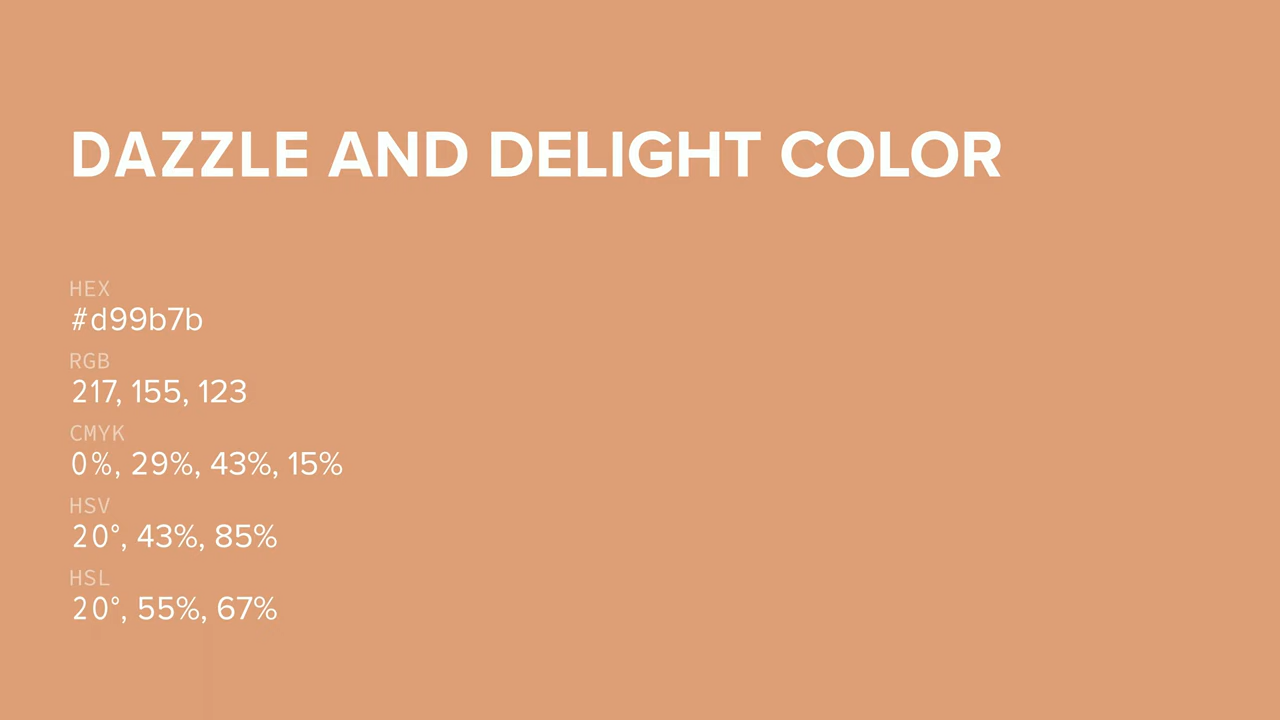 DAZZLE AND DELIGHT COLOR
HEX
#d99b7b
RGB
217, 155, 123
CMYK
0%, 29%, 43%, 15%
HSV
20°, 43%, 85%
HSL
20°, 55%, 67%